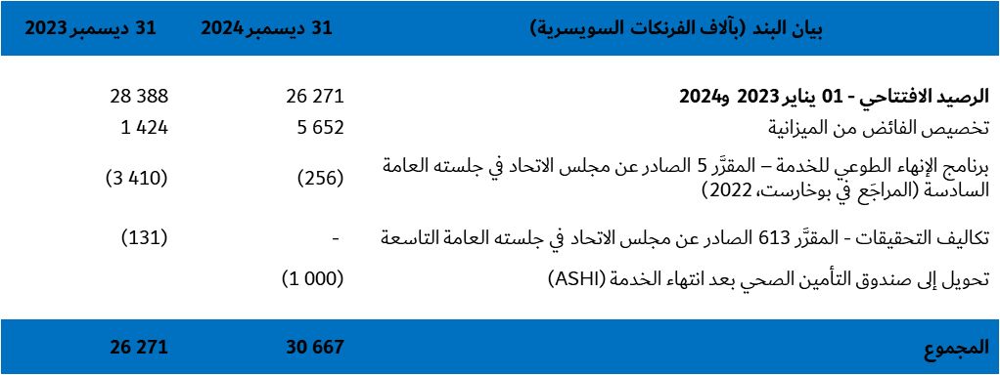 بيان البند (بآلاف الفرنكات السويسرية) 31 ديسمبر 2024 31 ديسمبر 2023
الرصيد الافتتاحي - 01 يناير 2023 و2024 26 271 28 388
تخصيص الفائض من الميزانية 5 652 1 424
برنامج الإنهاء الطوعي للخدمة – المقرَّر 5 الصادر عن مجلس الاتحاد في جلسته العامة
السادسة (المراجَع في بوخارست، 2022) (256) (3 410)
تكاليف التحقيقات - المقرَّر 613 الصادر عن مجلس الاتحاد في جلسته العامة التاسعة - (131)
تحويل إلى صندوق التأمين الصحي بعد انتهاء الخدمة (ASHI) (1 000)
المجموع 30 667 26 271